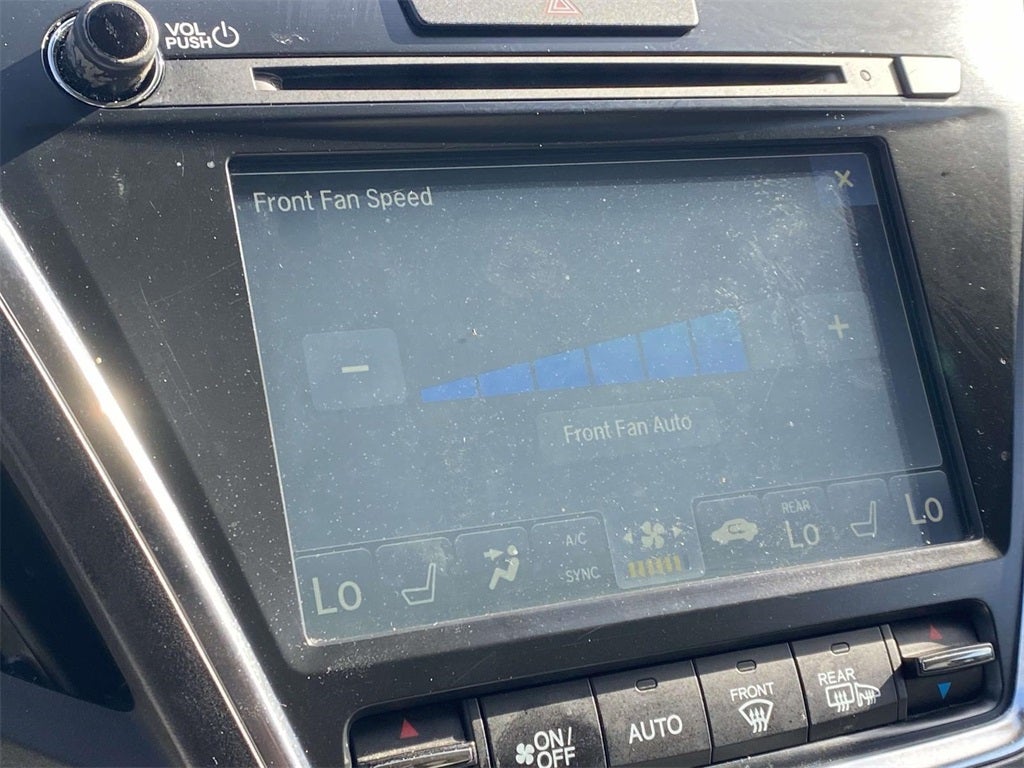 VOL
PUSH
Front Fan Speed
×
−
+
Front Fan Auto
Lo
A/C
SYNC
REAR
Lo
Lo
ON/
OFF
AUTO
FRONT
REAR